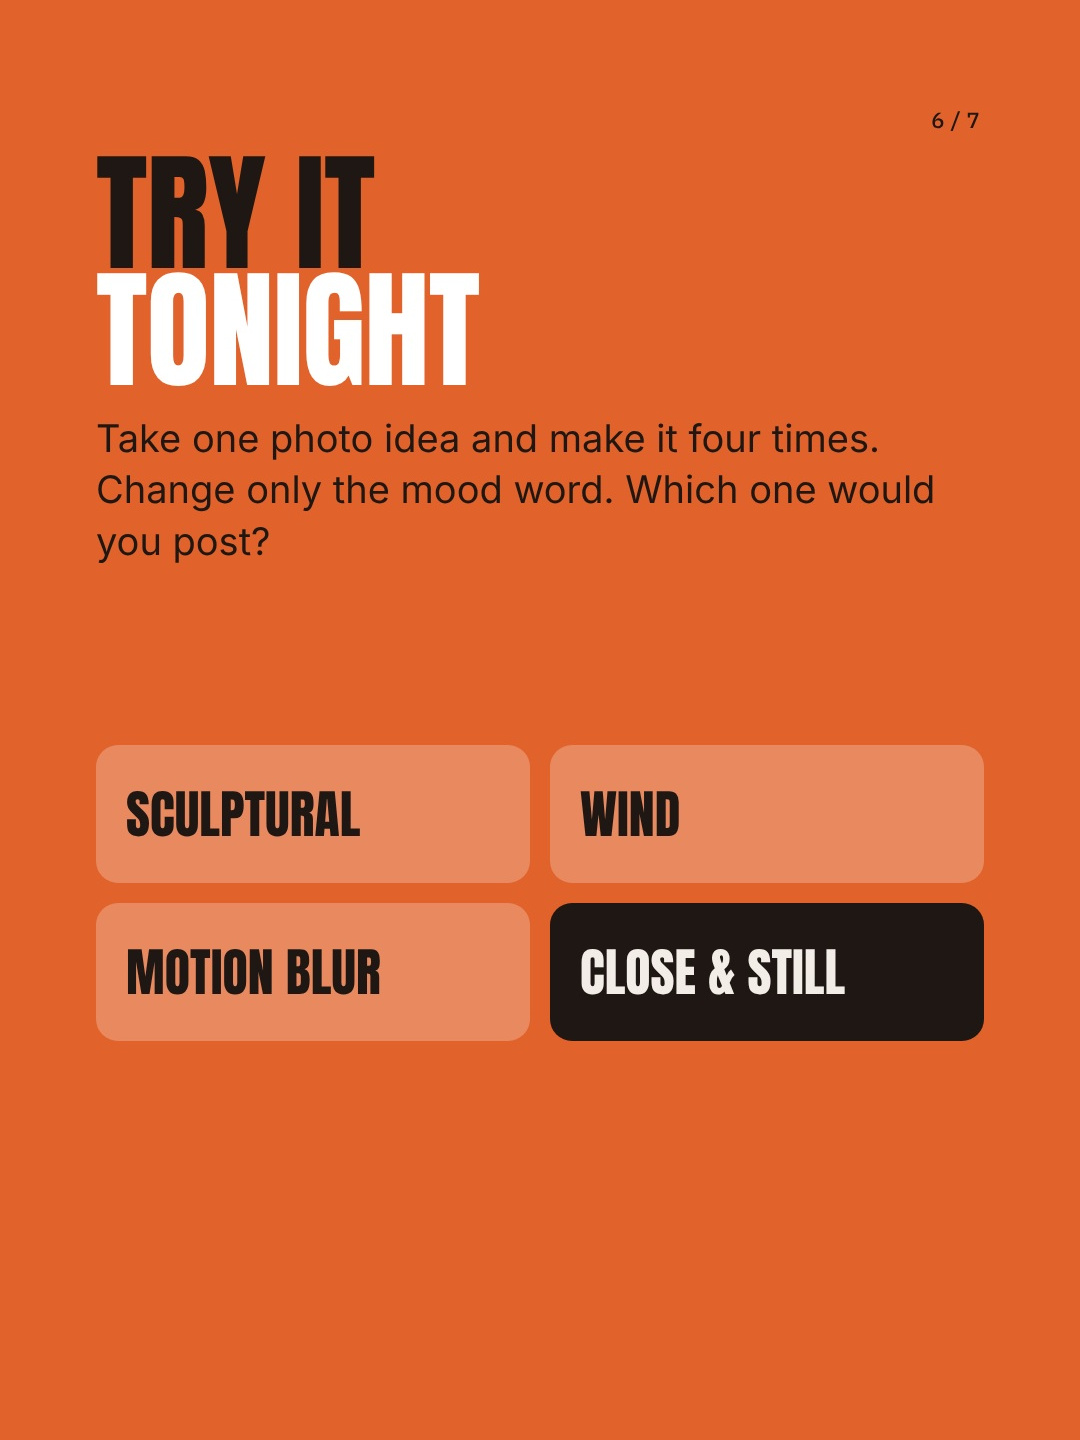 6 / 7
TRY IT
TONIGHT
Take one photo idea and make it four times.
Change only the mood word. Which one would
you post?
SCULPTURAL
WIND
MOTION BLUR
CLOSE & STILL